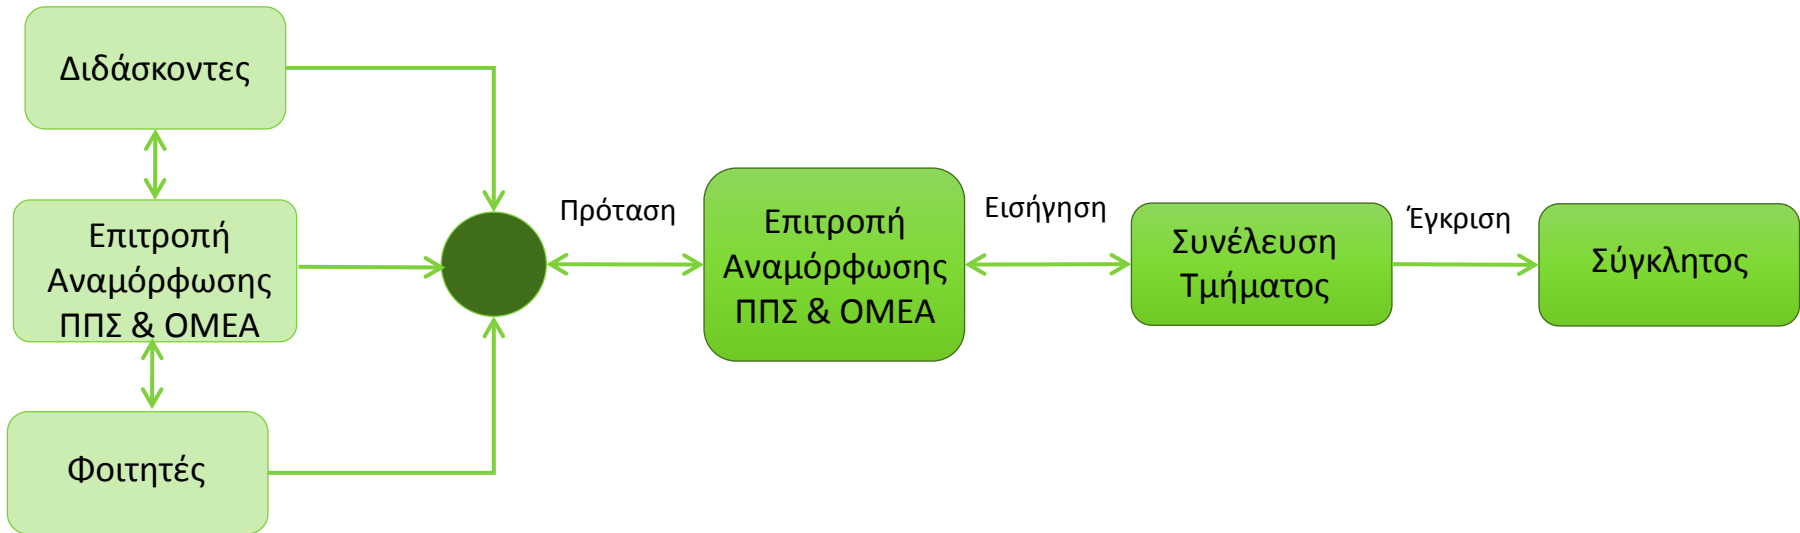 Διδάσκοντες
Επιτροπή
Αναμόρφωσης
ΠΠΣ & ΟΜΕΑ
Φοιτητές
Πρόταση
Επιτροπή
Αναμόρφωσης
ΠΠΣ & ΟΜΕΑ
Εισήγηση
Συνέλευση
Τμήματος
Έγκριση
Σύγκλητος